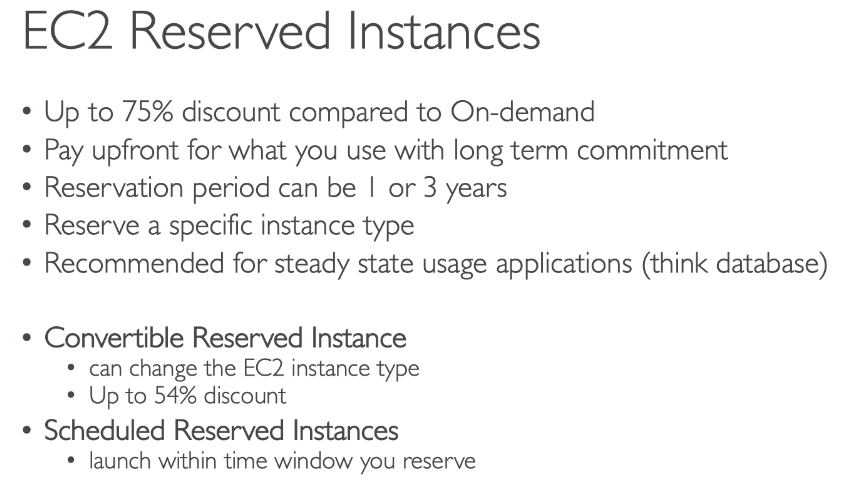 EC2 Reserved Instances
• Up to 75% discount compared to On-demand
• Pay upfront for what you use with long term commitment
• Reservation period can be 1 or 3 years
• Reserve a specific instance type
• Recommended for steady state usage applications (think database)
• Convertible Reserved Instance
• can change the EC2 instance type
• Up to 54% discount
• Scheduled Reserved Instances
• launch within time window you reserve